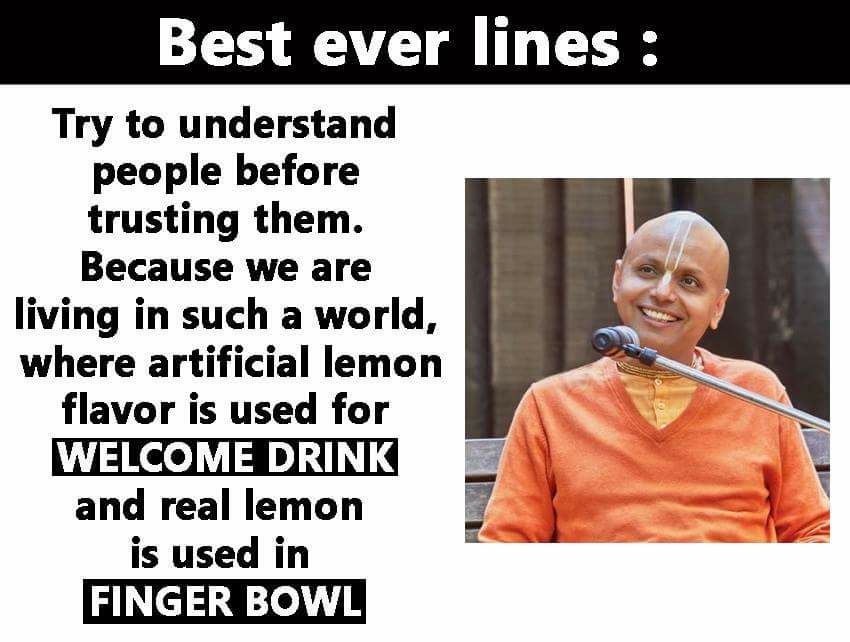 Best ever lines :
Try to understand
people before
trusting them.
Because we are
living in such a world,
where artificial lemon
flavor is used for
WELCOME DRINK
and real lemon
is used in
FINGER BOWL